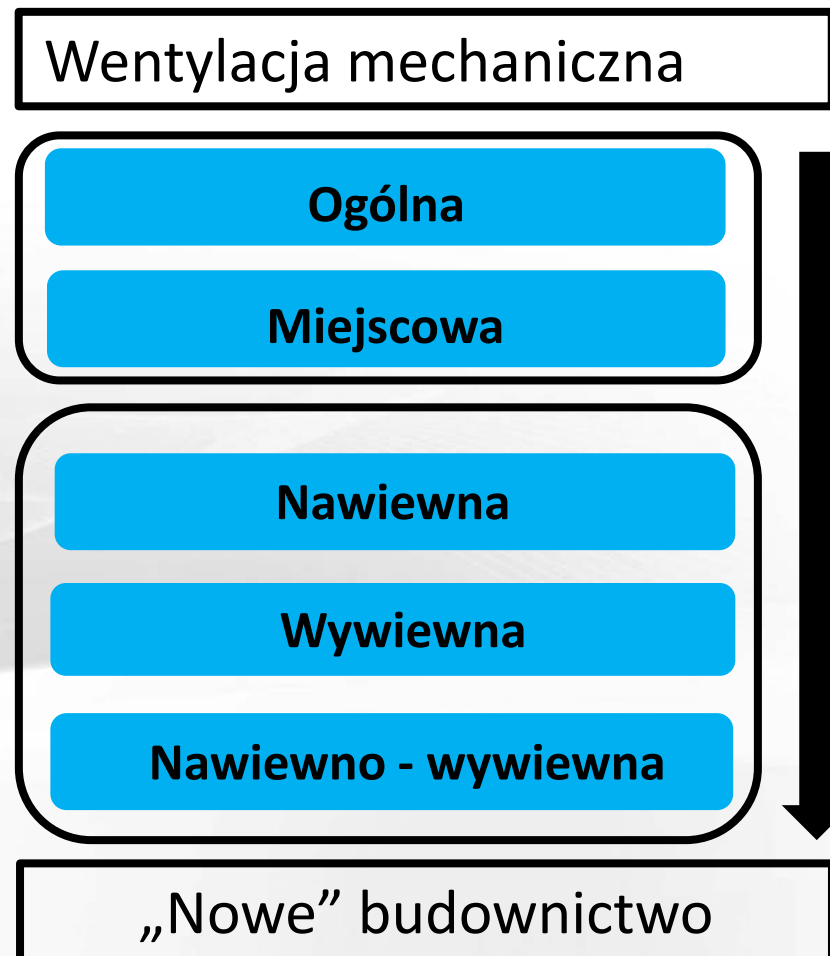 Wentylacja mechaniczna
Ogólna
Miejscowa
Nawiewna
Wywiewna
Nawiewno - wywiewna
„Nowe” budownictwo